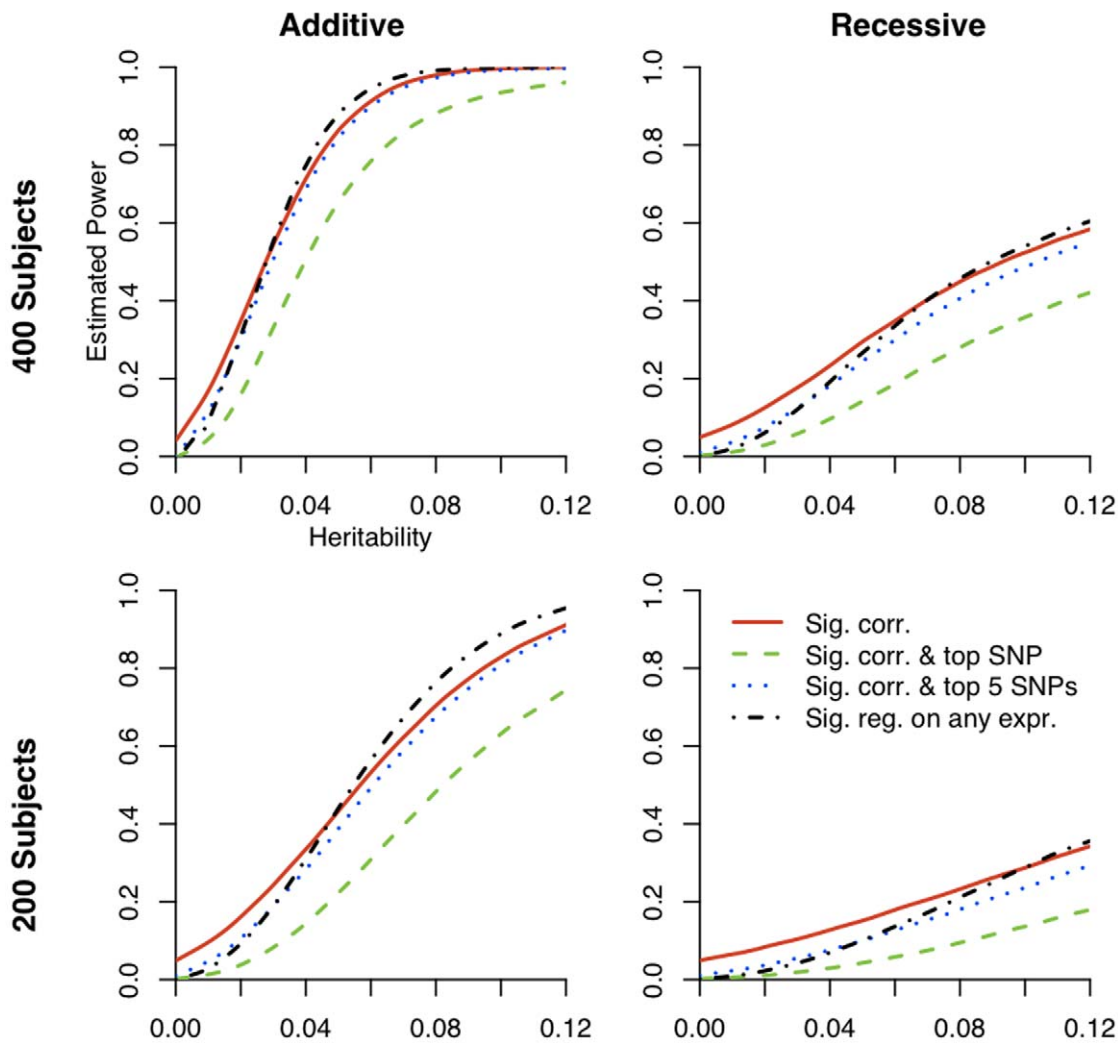 Additive
Recessive
400 Subjects
Estimated Power
1.0
0.8
0.6
0.4
0.2
0.0
0.00 0.04 0.08 0.12
Heritability
1.0
0.8
0.6
0.4
0.2
0.0
0.00 0.04 0.08 0.12
200 Subjects
1.0
0.8
0.6
0.4
0.2
0.0
0.00 0.04 0.08 0.12
1.0
0.8
0.6
0.4
0.2
0.0
0.00 0.04 0.08 0.12
Sig. corr.
Sig. corr. & top SNP
Sig. corr. & top 5 SNPs
Sig. reg. on any expr.